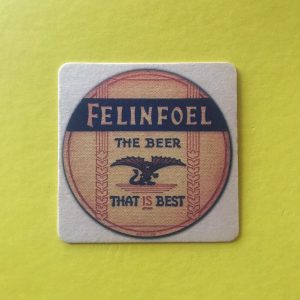 FELINFOEL
THE BEER
THAT IS BEST